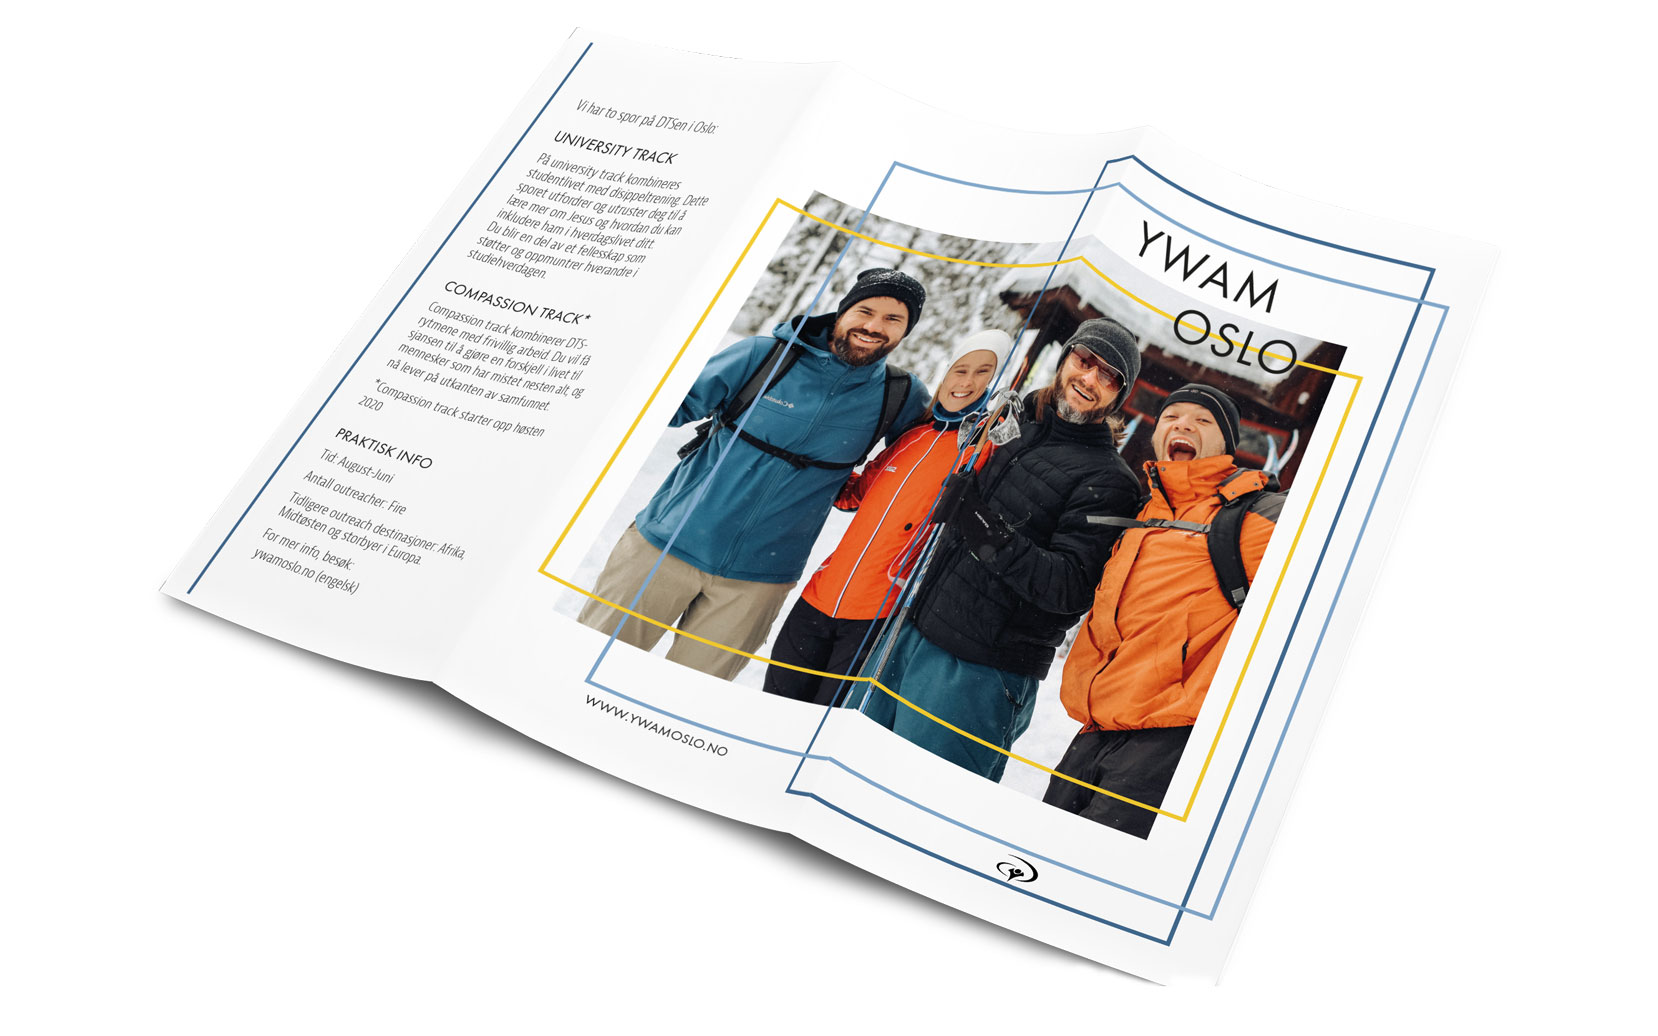 Vi har to spor på DTSen i Oslo:
UNIVERSITY TRACK
På university track kombineres
studentlivet med disippeltrening. Dette
sporet utfordrer og utruster deg til å
lære mer om Jesus og hvordan du kan
inkludere ham i hverdagslivet ditt.
Du blir en del av et fellesskap som
støtter og oppmuntrer hverandre i
studiehverdagen.
COMPASSION TRACK*
Compassion track kombinerer DTS-
rytmene med frivillig arbeid. Du vil få
sjansen til å gjøre en forskjell i livet til
mennesker som har mistet nesten alt, og
nå lever på utkanten av samfunnet.
*Compassion track starter opp høsten
2020
PRAKTISK INFO
Tid: August-Juni
Antall outreacher: Fire
Tidligere outreach destinasjoner: Afrika,
Midtøsten og storbyer i Europa.
For mer info, besøk:
ywamoslo.no (engelsk)
WWW.YWAMOSLO.NO
YWAM
OSLO